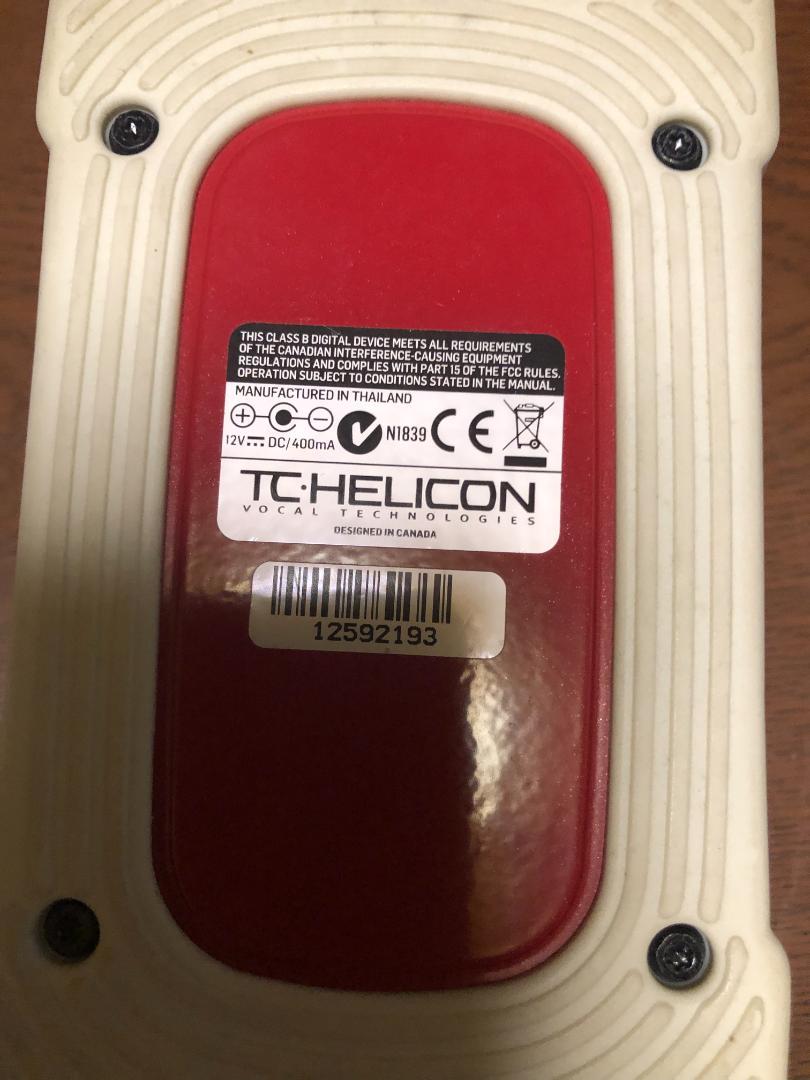 THIS CLASS B DIGITAL DEVICE MEETS ALL REQUIREMENTS
OF THE CANADIAN INTERFERENCE-CAUSING EQUIPMENT
REGULATIONS AND COMPLIES WITH PART 15 OF THE FCC RULES.
OPERATION SUBJECT TO CONDITIONS STATED IN THE MANUAL.
MANUFACTURED IN THAILAND
12V⎓ DC/400mA N1839 CE
TC·HELICON
VOCAL TECHNOLOGIES
DESIGNED IN CANADA
12592193